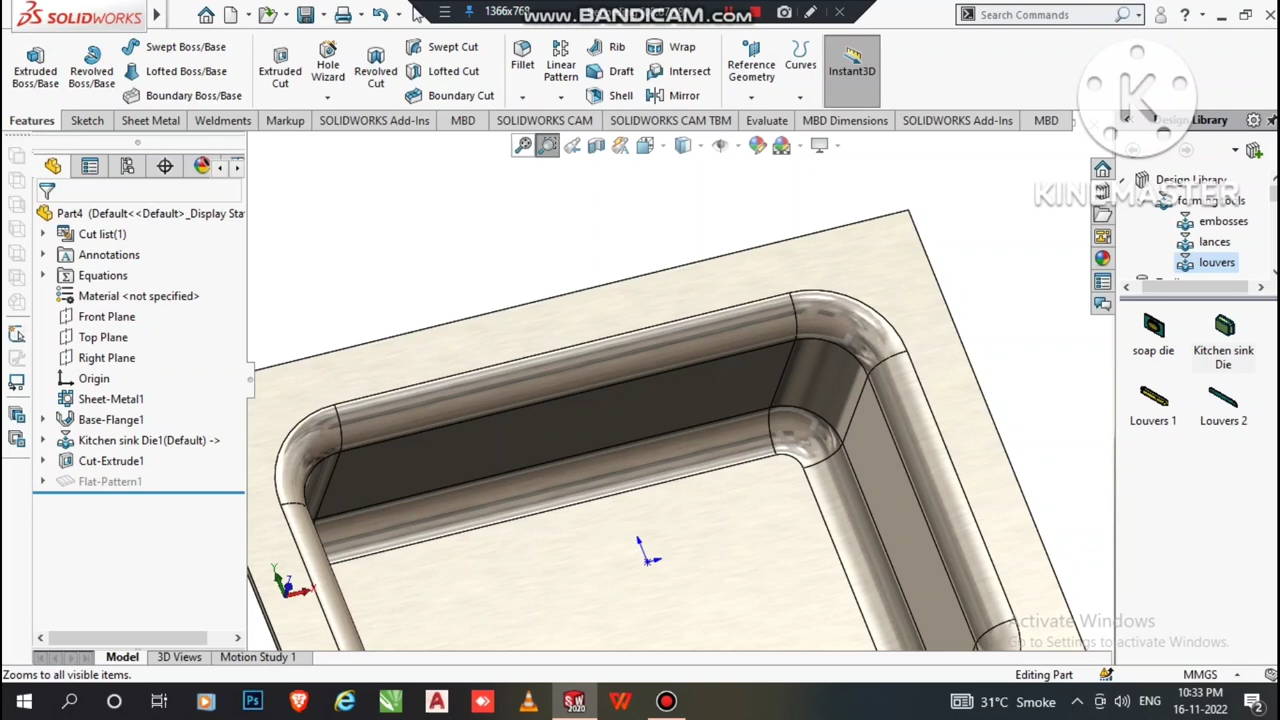 SOLIDWORKS
1366x768
www.BANDICAM.com
Search Commands
Extruded Boss/Base
Revolved Boss/Base
Swept Boss/Base
Lofted Boss/Base
Boundary Boss/Base
Extruded Cut
Hole Wizard
Revolved Cut
Swept Cut
Lofted Cut
Boundary Cut
Fillet
Linear Pattern
Rib
Draft
Shell
Wrap
Intersect
Mirror
Reference Geometry
Curves
Instant3D
Features
Sketch
Sheet Metal
Weldments
Markup
SOLIDWORKS Add-Ins
MBD
SOLIDWORKS CAM
SOLIDWORKS CAM TBM
Evaluate
MBD Dimensions
SOLIDWORKS Add-Ins
MBD
Library
K
KINEMASTER
Part4 (Default<<Default>_Display Sta
Cut list(1)
Annotations
Equations
Material <not specified>
Front Plane
Top Plane
Right Plane
Origin
Sheet-Metal1
Base-Flange1
Kitchen sink Die1(Default) ->
Cut-Extrude1
Flat-Pattern1
Design Library
forming tools
embosses
lances
louvers
soap die
Kitchen sink Die
Louvers 1
Louvers 2
Y
Z
X
Activate Windows
Go to Settings to activate Windows.
Model
3D Views
Motion Study 1
Zooms to all visible items.
Editing Part
MMGS
31°C Smoke
ENG
10:33 PM
16-11-2022
2